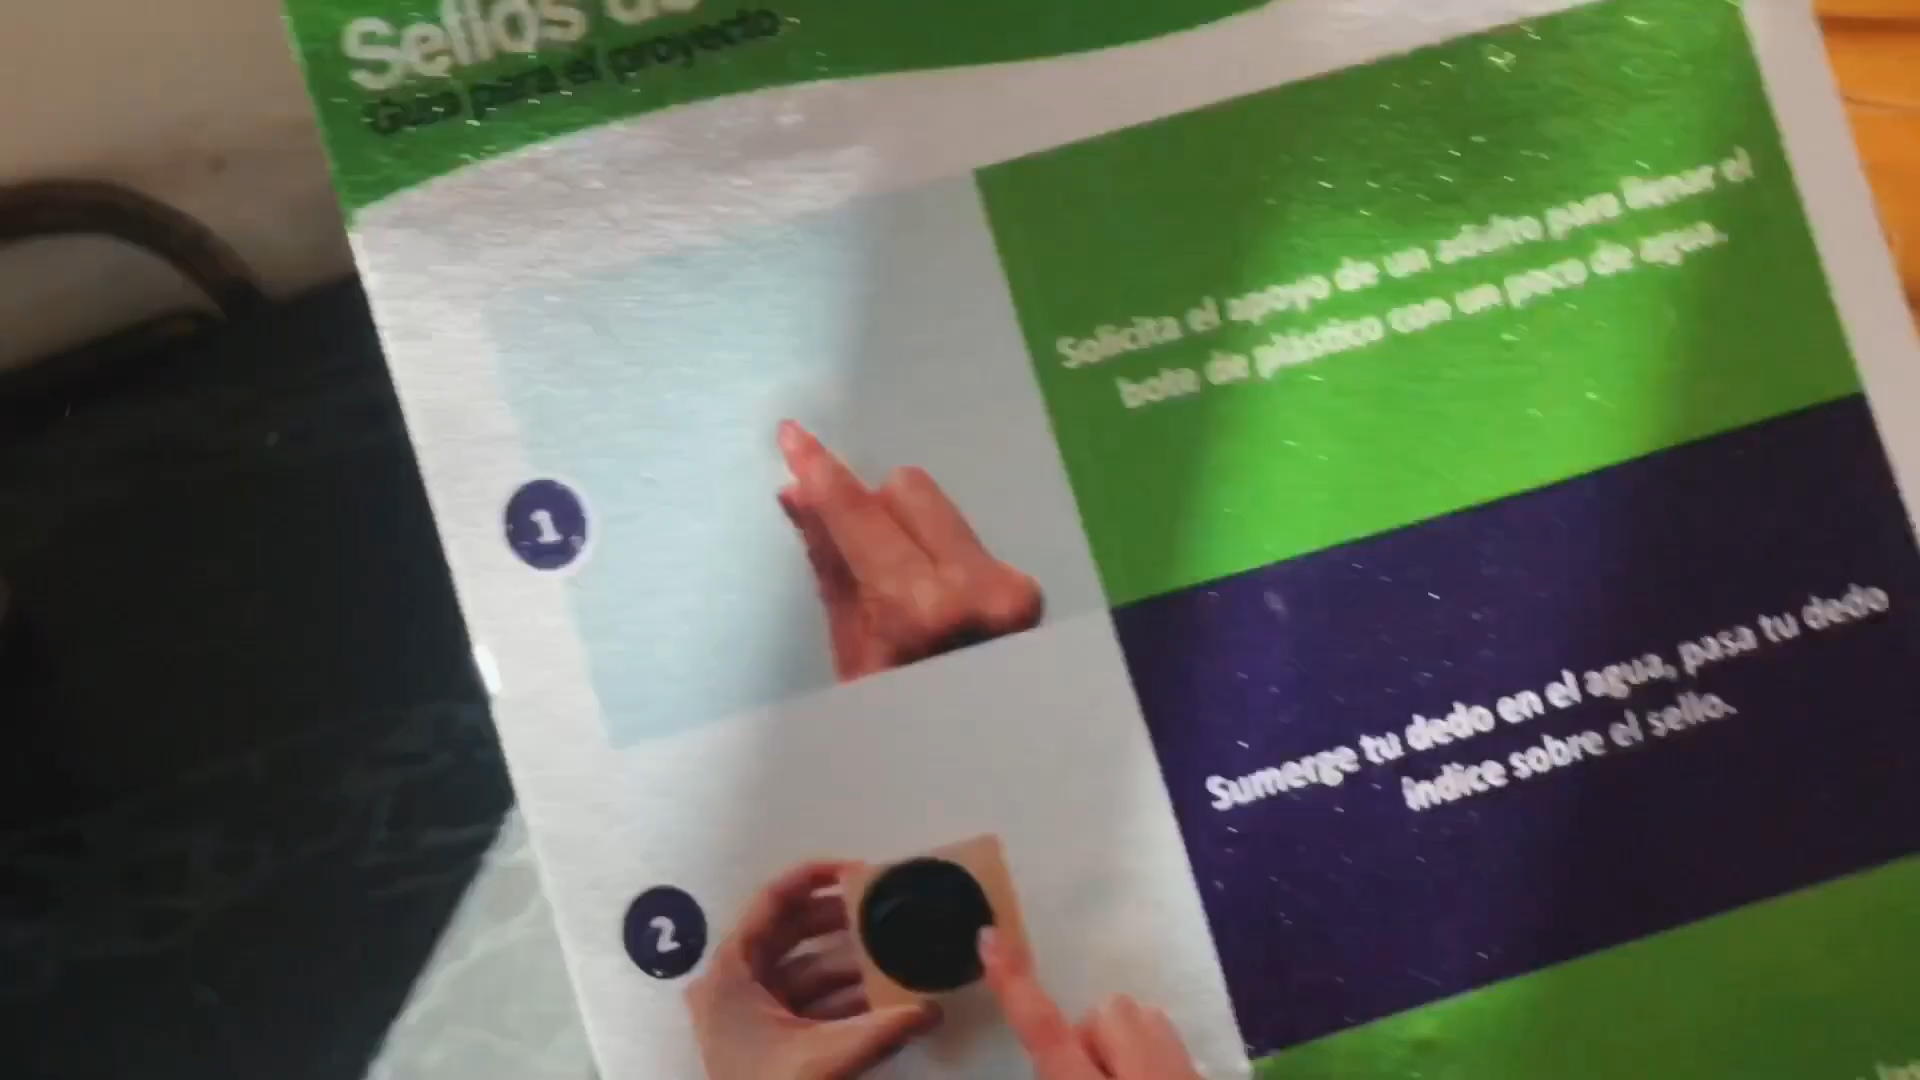 Sellos de
Guía para el proyecto
1
Solicita el apoyo de un adulto para llenar el
bote de plástico con un poco de agua.
2
Sumerge tu dedo en el agua, pasa tu dedo
índice sobre el sello.